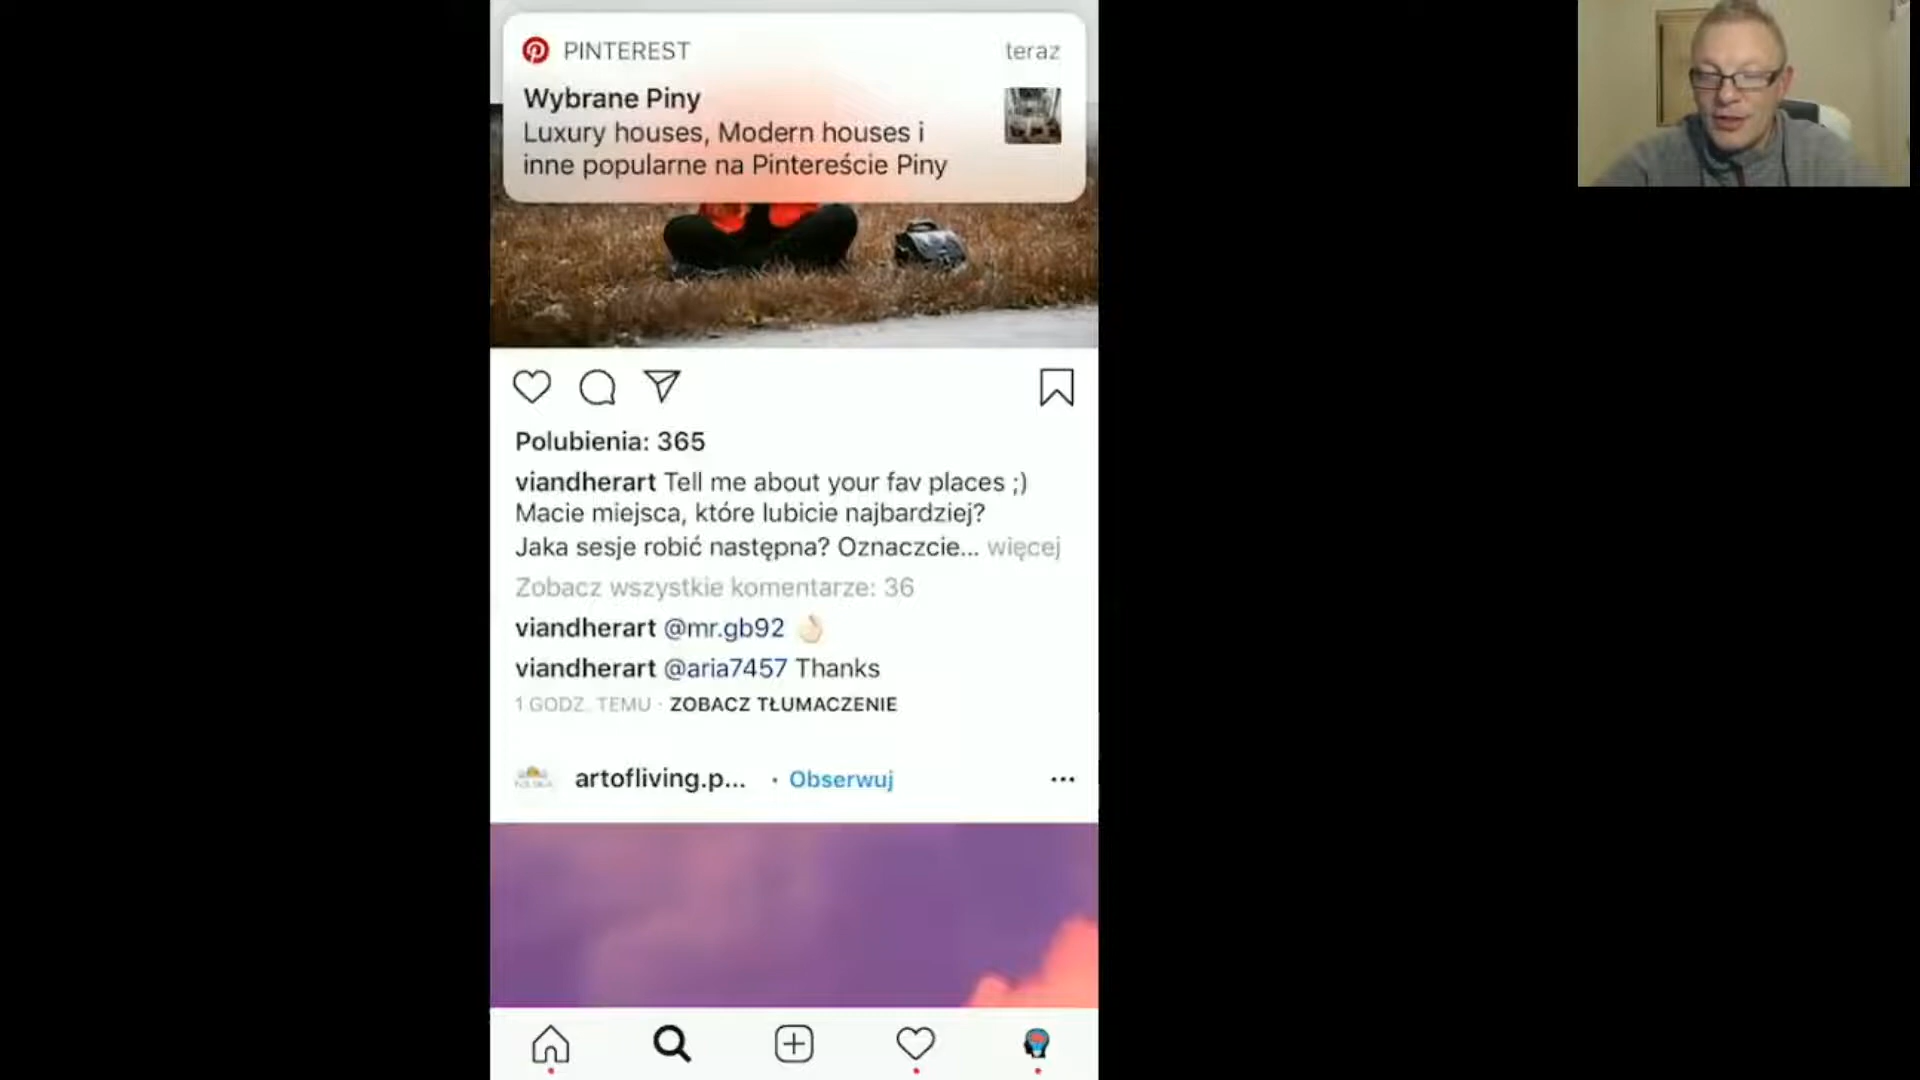 PINTEREST
teraz
Wybrane Piny
Luxury houses, Modern houses i
inne popularne na Pintereście Piny
Polubienia: 365
viandherart Tell me about your fav places ;)
Macie miejsca, które lubicie najbardziej?
Jaka sesje robić następna? Oznaczcie... więcej
Zobacz wszystkie komentarze: 36
viandherart @mr.gb92 👌🏻
viandherart @aria7457 Thanks
1 GODZ. TEMU · ZOBACZ TŁUMACZENIE
artofliving.p... · Obserwuj